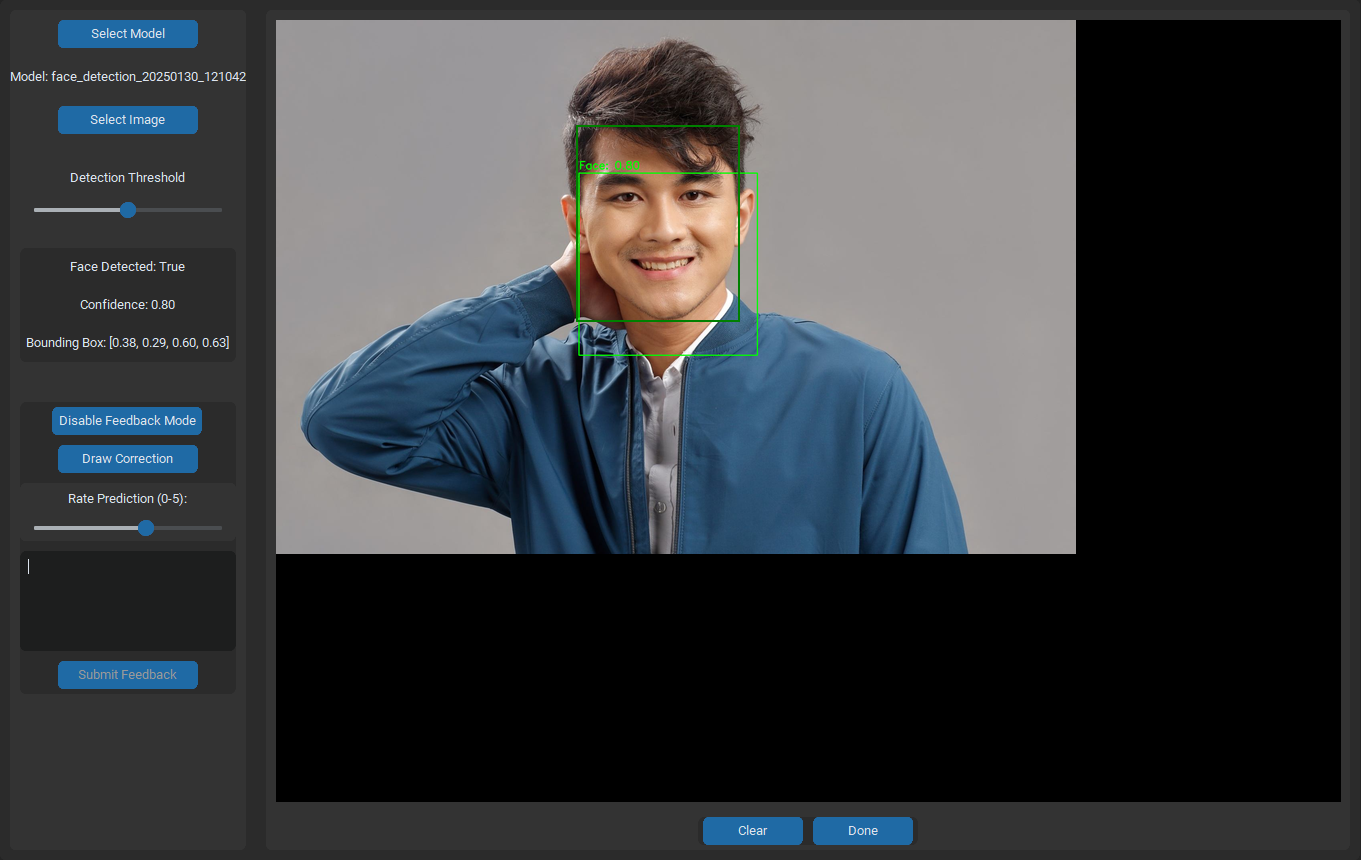 Select Model
Model: face_detection_20250130_121042
Select Image
Detection Threshold
Face Detected: True
Confidence: 0.80
Bounding Box: [0.38, 0.29, 0.60, 0.63]
Disable Feedback Mode
Draw Correction
Rate Prediction (0-5):
Submit Feedback
Face: 0.80
Clear
Done